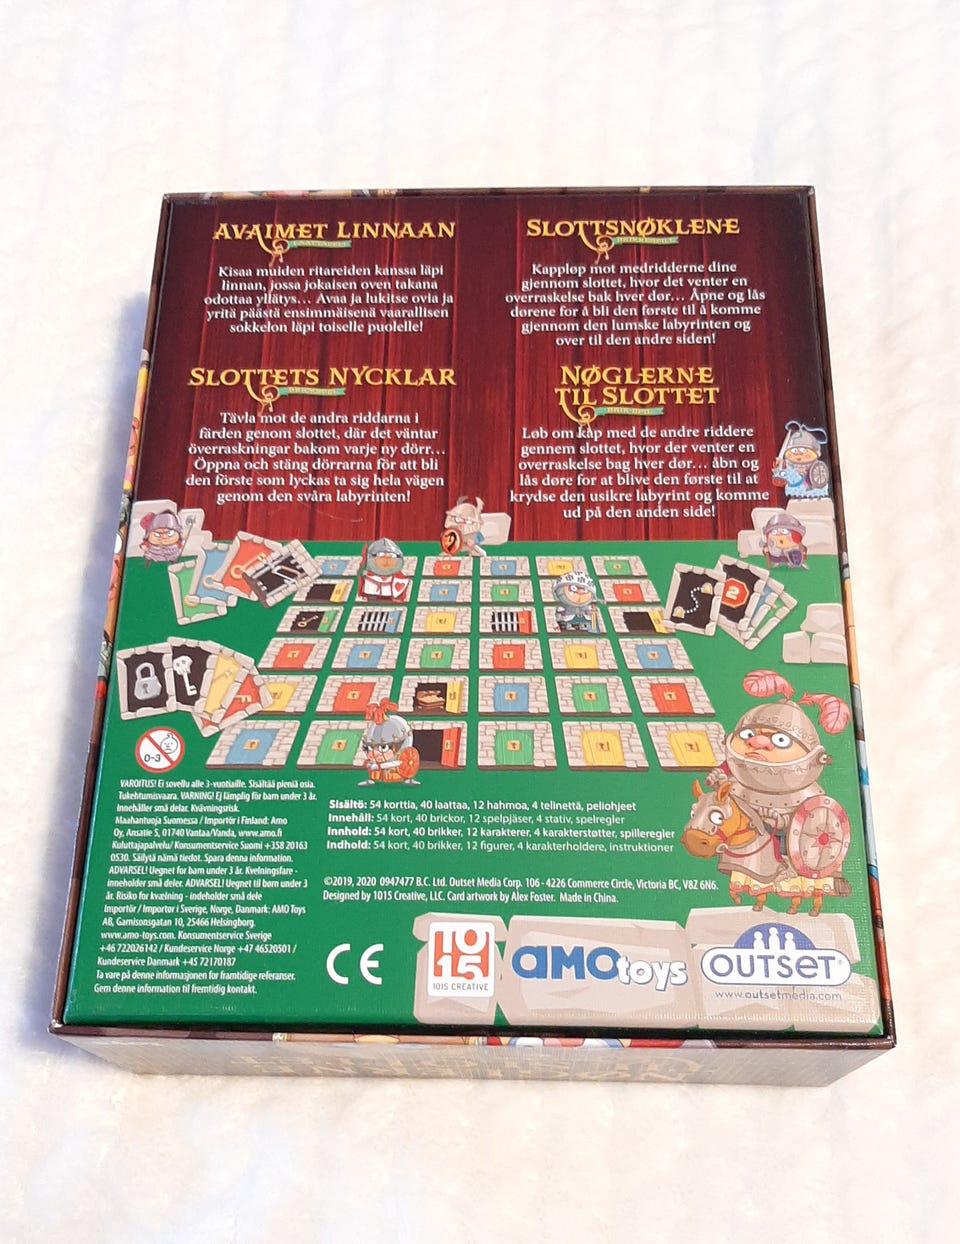 AVAIMET LINNAAN
LAATTAPELI
Kisaa muiden ritareiden kanssa läpi
linnan, jossa jokaisen oven takana
odottaa yllätys... Avaa ja lukitse ovia ja
yritä päästä ensimmäisenä vaarallisen
sokkelon läpi toiselle puolelle!
SLOTTSNØKLENE
BRIKKESPILL
Kappløp mot medridderne dine
gjennom slottet, hvor det venter en
overraskelse bak hver dør... Åpne og lås
dørene for å bli den første til å komme
gjennom den lumske labyrinten og
over til den andre siden!
SLOTTETS NYCKLAR
BRICKSPEL
Tävla mot de andra riddarna i
färden genom slottet, där det väntar
överraskningar bakom varje ny dörr...
Öppna och stäng dörrarna för att bli
den förste som lyckas ta sig hela vägen
genom den svåra labyrinten!
NØGLERNE
TIL SLOTTET
BRIK-SPIL
Løb om kap med de andre riddere
gennem slottet, hvor der venter en
overraskelse bag hver dør... åbn og
lås døre for at blive den første til at
krydse den usikre labyrint og komme
ud på den anden side!
2
0-3
VAROITUS! Ei sovellu alle 3-vuotiaille. Sisältää pieniä osia.
Tukehtumisvaara. VARNING! Ej lämplig för barn under 3 år.
Innehåller små delar. Kvävningsrisk.
Maahantuoja Suomessa / Importör i Finland: Amo
Oy, Ansatie 5, 01740 Vantaa/Vanda, www.amo.fi
Kuluttajapalvelu/ Konsumentservice Suomi +358 20163
0530. Säilytä nämä tiedot. Spara denna information.
ADVARSEL! Uegnet for barn under 3 år. Kvelningsfare -
inneholder små deler. ADVARSEL! Uegnet til børn under 3
år. Risiko for kvælning - indeholder små dele
Importör / Importør i Sverige, Norge, Danmark: AMO Toys
AB, Garnisonsgatan 10, 25466 Helsingborg.
www.amo-toys.com. Konsumentservice Sverige
+46 722026142 / Kundeservice Norge +47 46520501 /
Kundeservice Danmark +45 72170187
Ta vare på denne informasjonen for framtidige referanser.
Gem denne information til fremtidig kontakt.
Sisältö: 54 korttia, 40 laattaa, 12 hahmoa, 4 telinettä, peliohjeet
Innehåll: 54 kort, 40 brickor, 12 spelpjäser, 4 stativ, spelregler
Innhold: 54 kort, 40 brikker, 12 karakterer, 4 karakterstøtter, spilleregler
Indhold: 54 kort, 40 brikker, 12 figurer, 4 karakterholdere, instruktioner
©2019, 2020 0947477 B.C. Ltd. Outset Media Corp. 106 - 4226 Commerce Circle, Victoria BC, V8Z 6N6.
Designed by 1015 Creative, LLC. Card artwork by Alex Foster. Made in China.
CE
1015
1015 CREATIVE
AMOtoys
OUTSET
www.outsetmedia.com